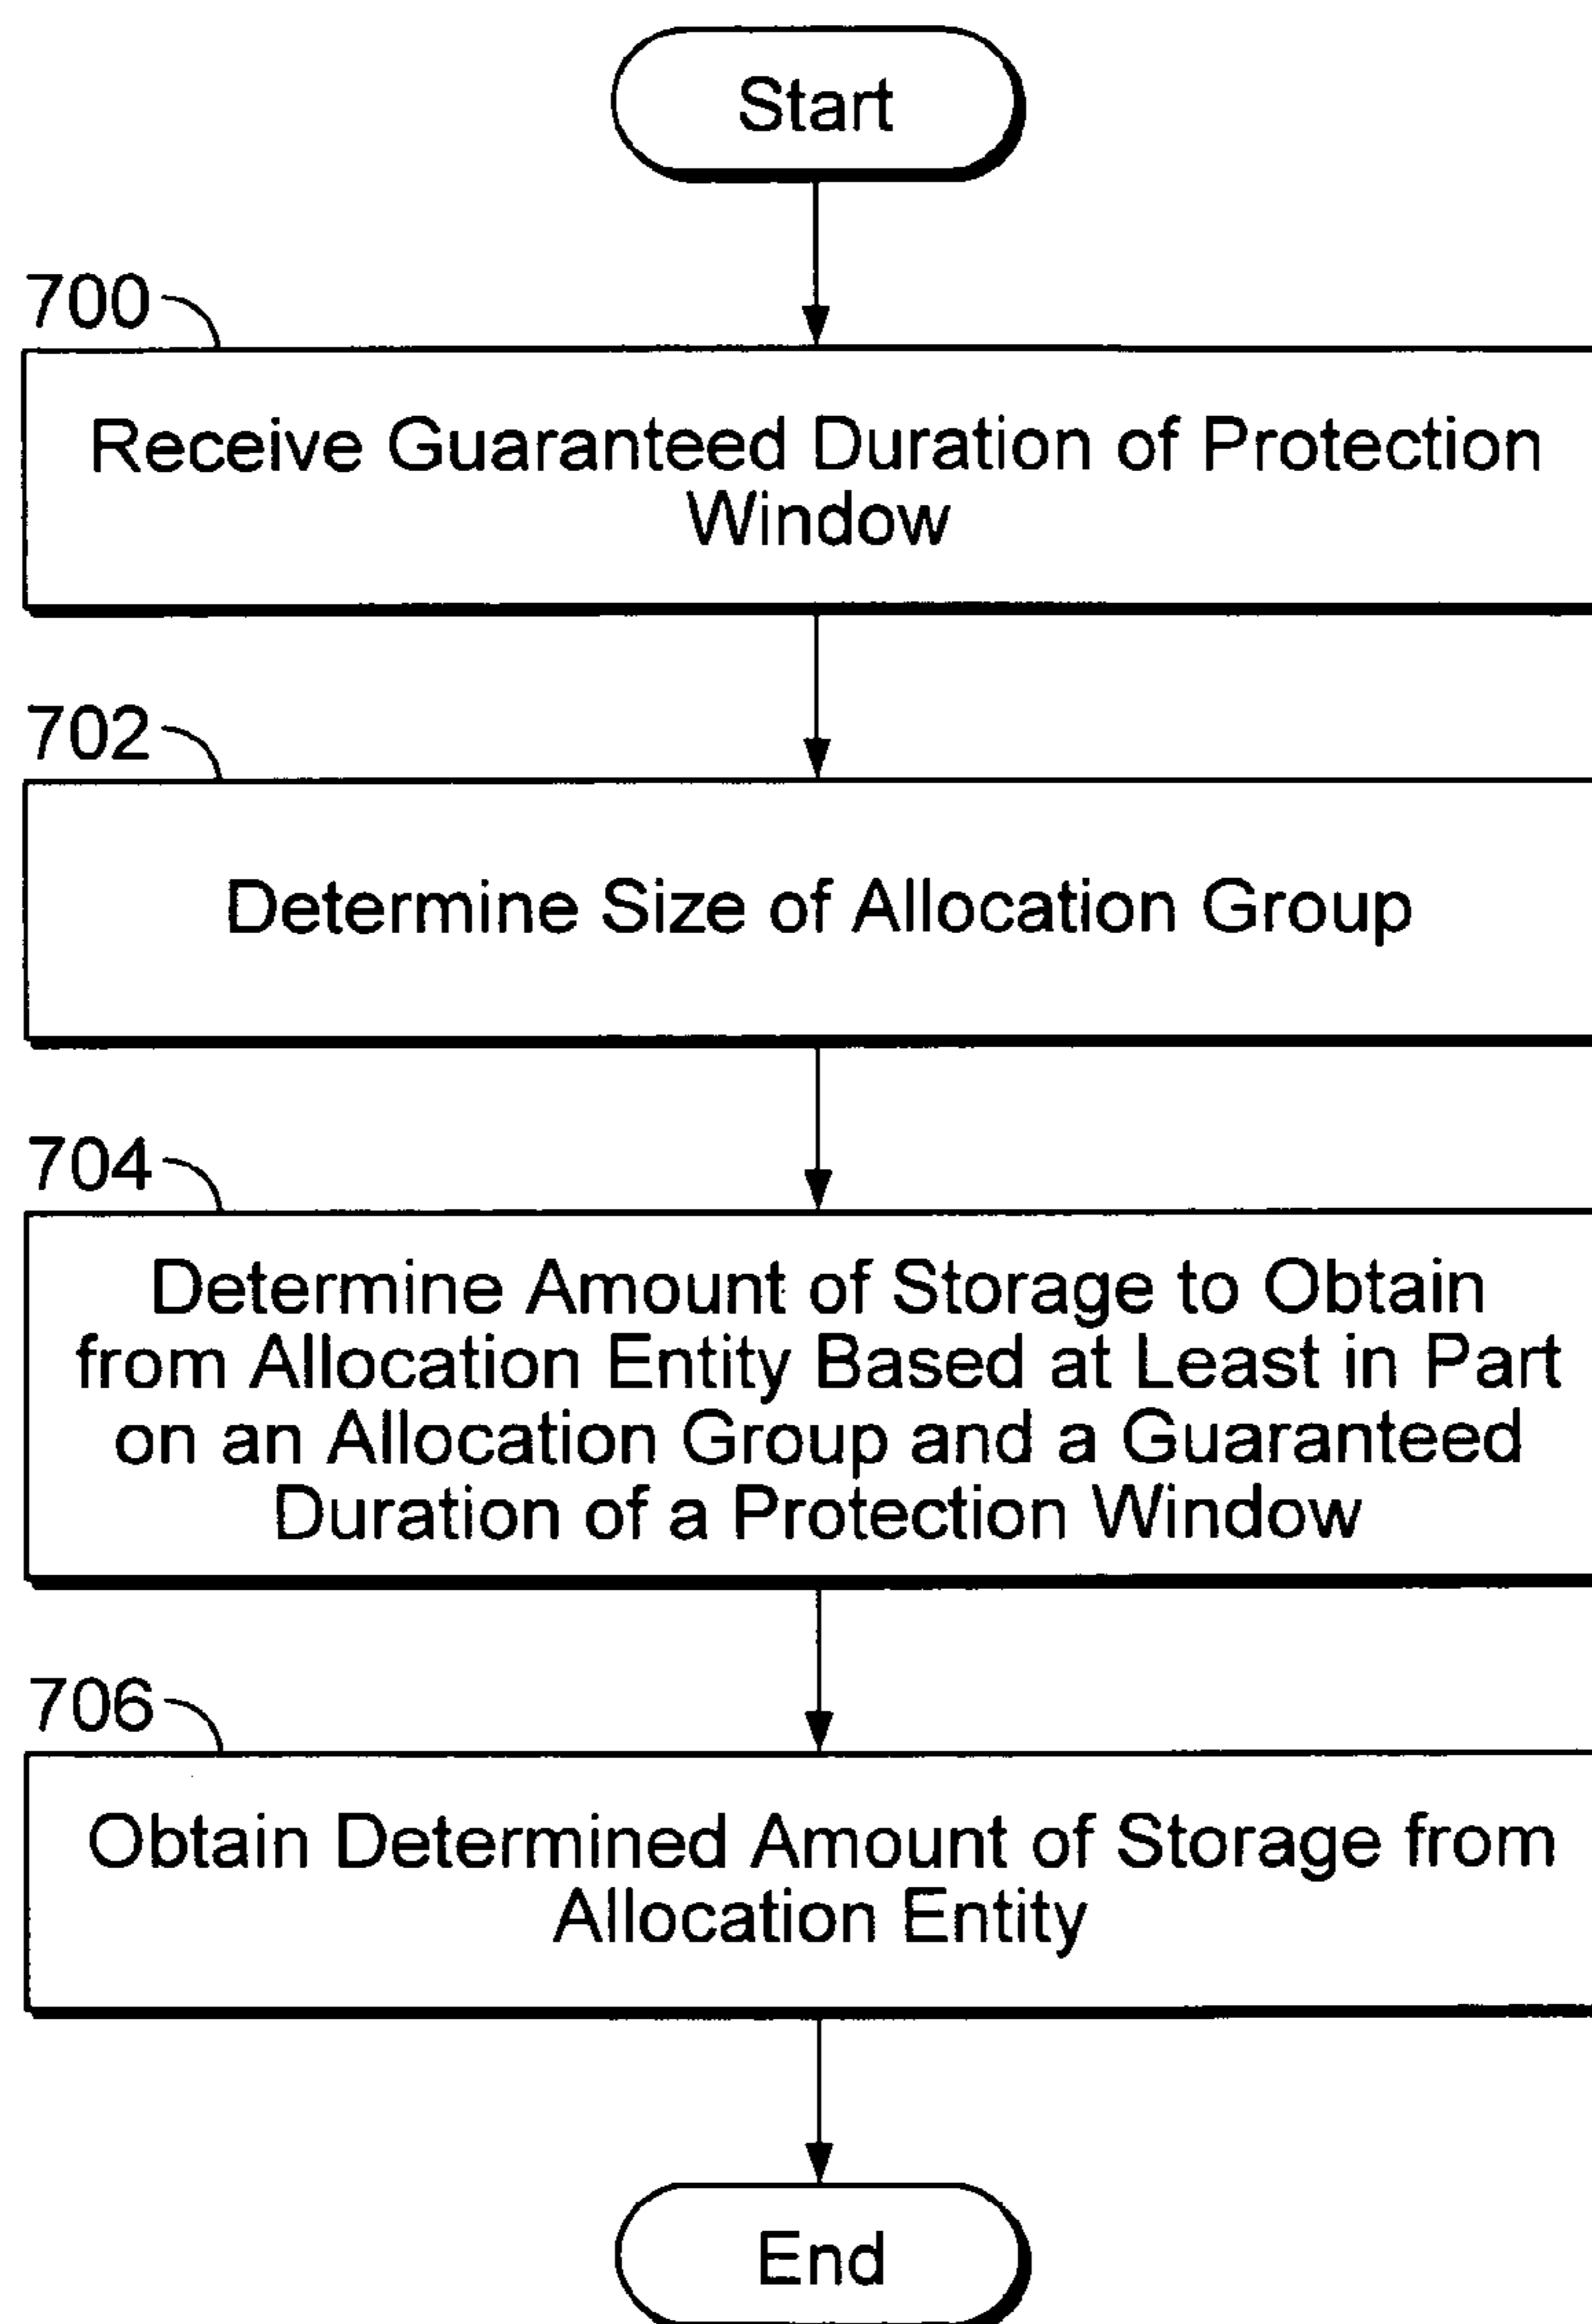 Start
700
Receive Guaranteed Duration of Protection
Window
702
Determine Size of Allocation Group
704
Determine Amount of Storage to Obtain
from Allocation Entity Based at Least in Part
on an Allocation Group and a Guaranteed
Duration of a Protection Window
706
Obtain Determined Amount of Storage from
Allocation Entity
End